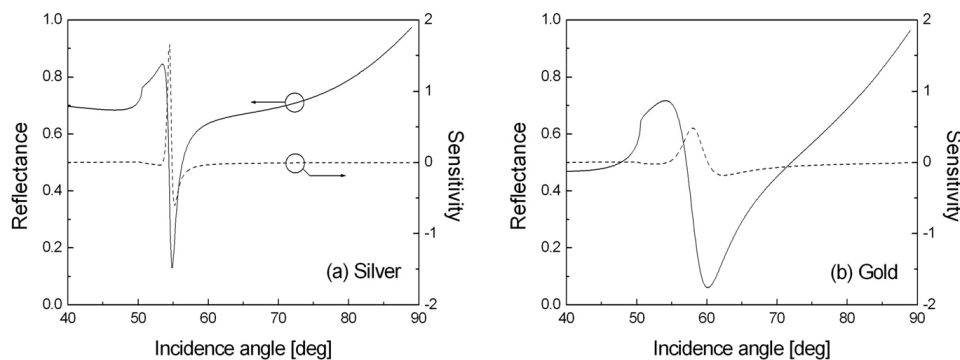 1.0
0.8
0.6
0.4
0.2
0.0
Reflectance
2
1
0
-1
-2
Sensitivity
(a) Silver
40 50 60 70 80 90
Incidence angle [deg]
1.0
0.8
0.6
0.4
0.2
0.0
Reflectance
2
1
0
-1
-2
Sensitivity
(b) Gold
40 50 60 70 80 90
Incidence angle [deg]